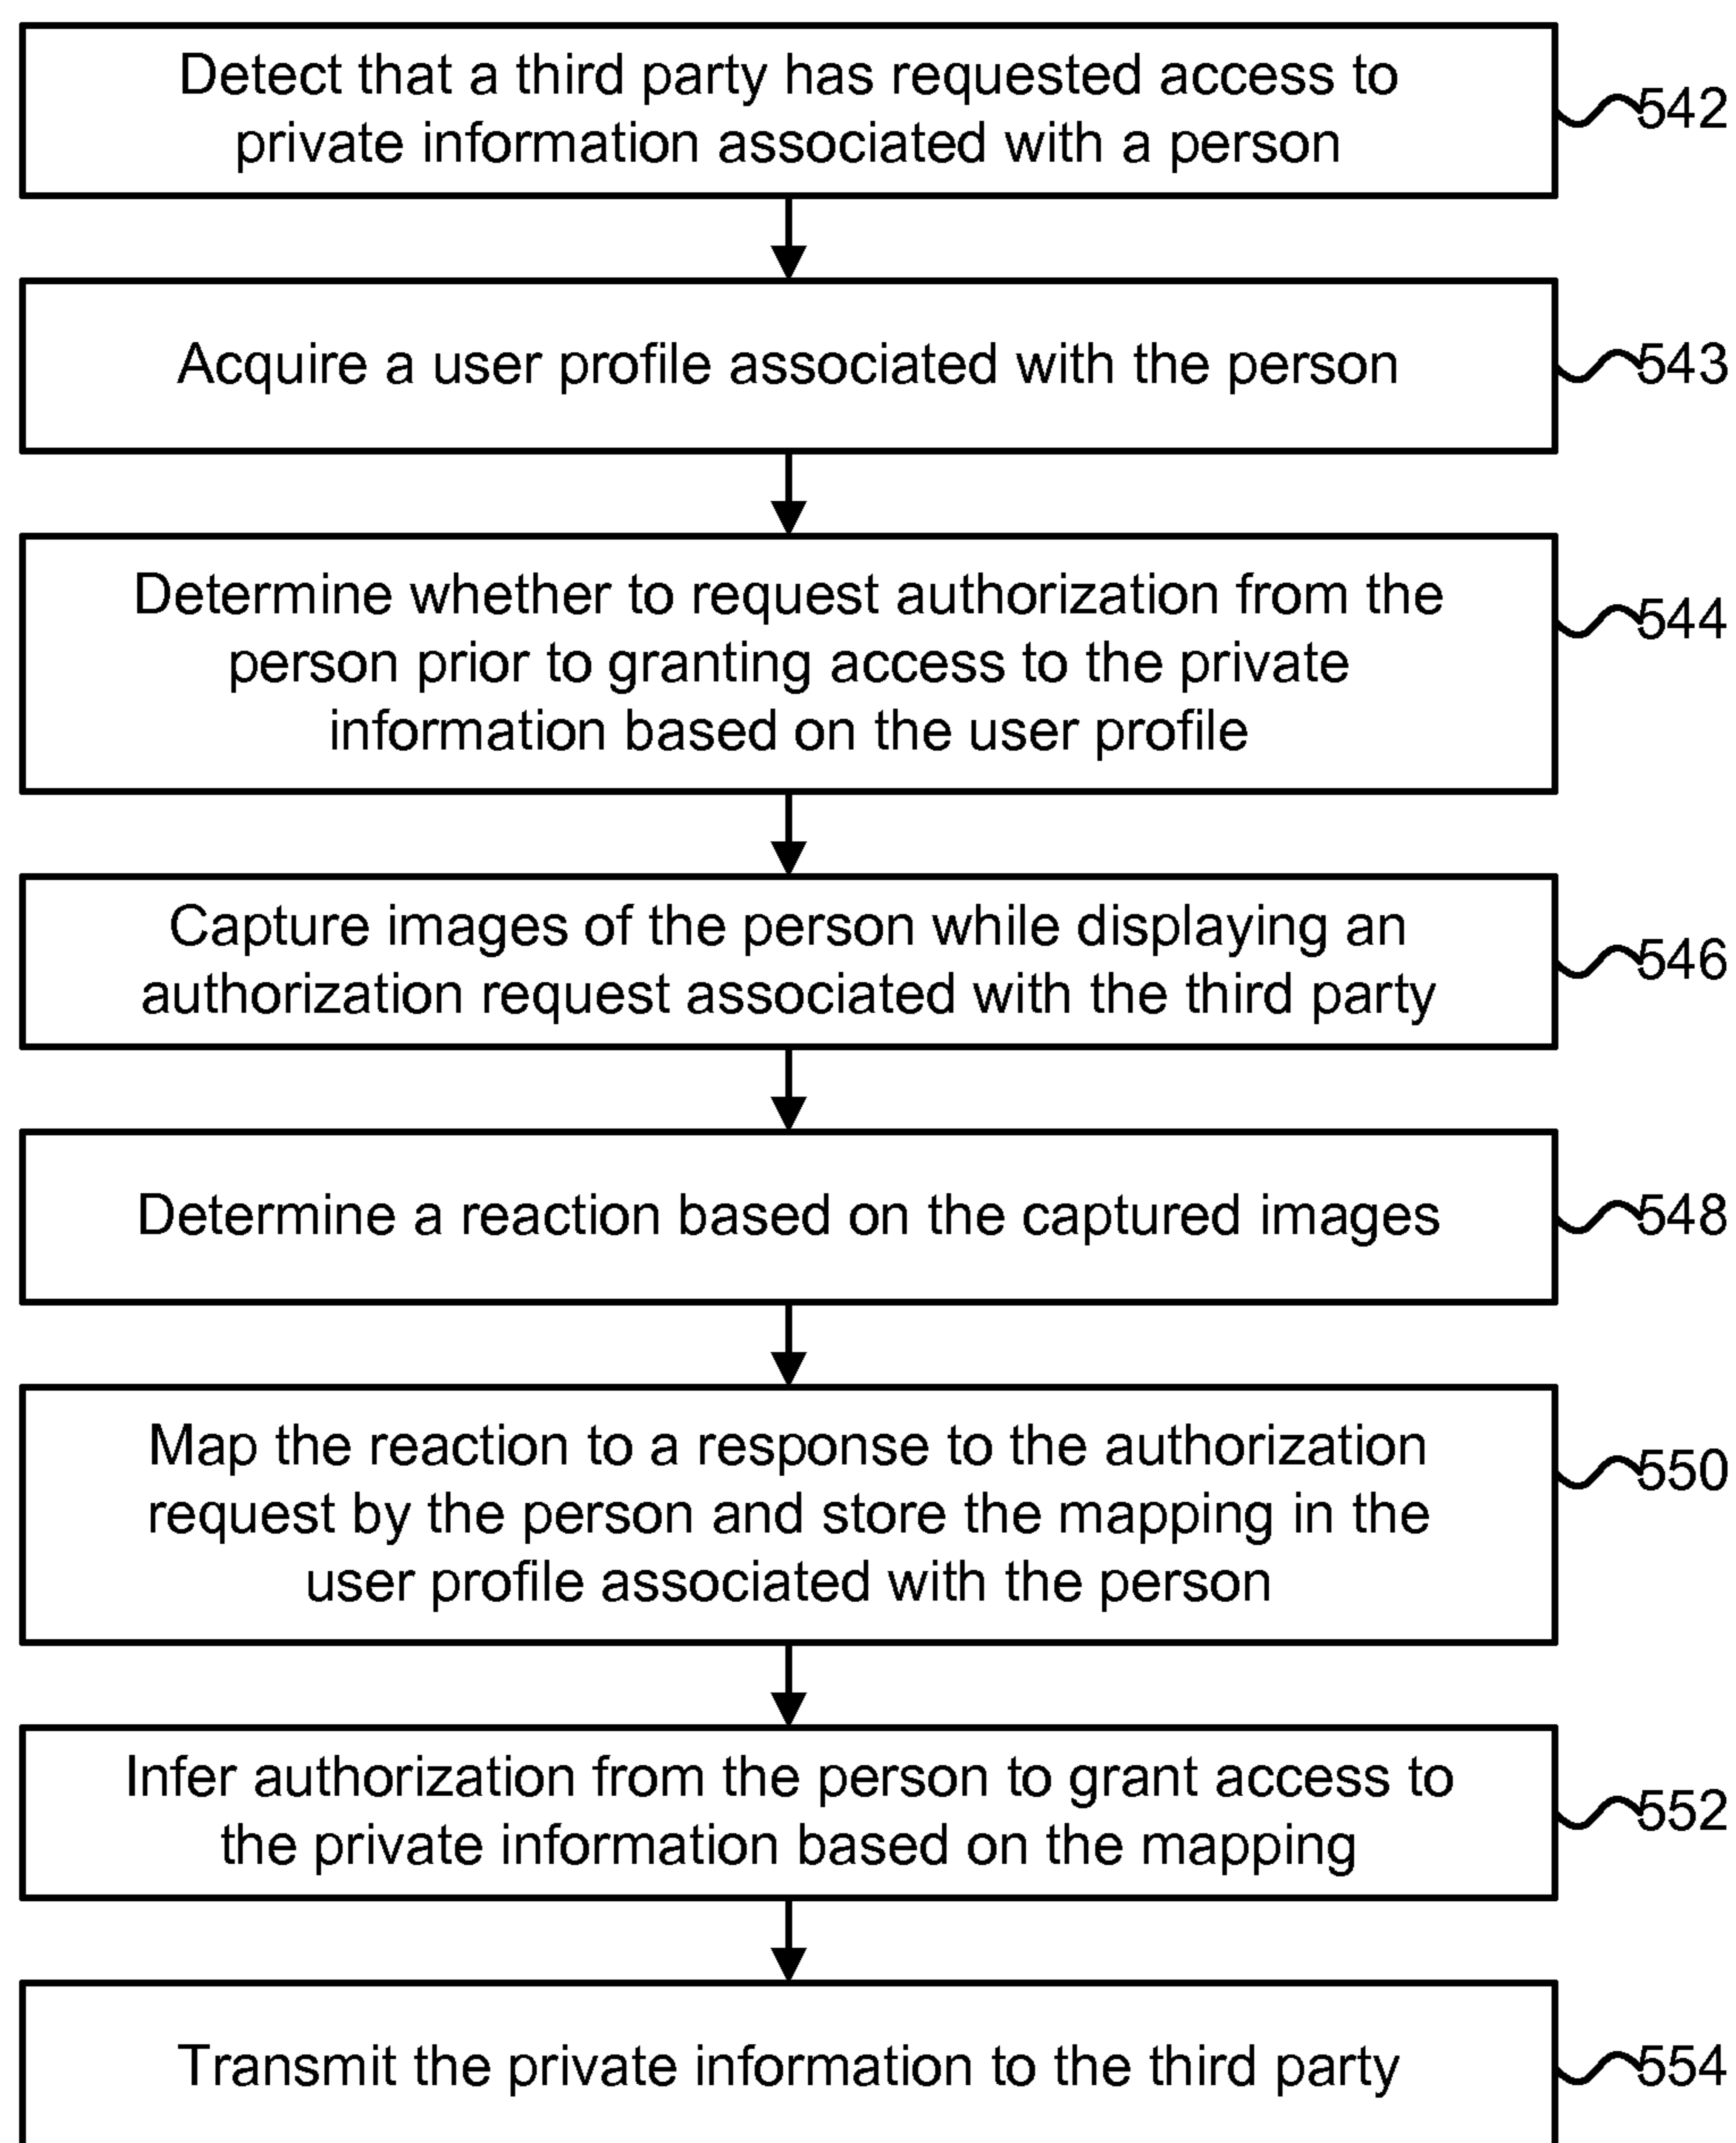 Detect that a third party has requested access to
private information associated with a person
542
Acquire a user profile associated with the person
543
Determine whether to request authorization from the
person prior to granting access to the private
information based on the user profile
544
Capture images of the person while displaying an
authorization request associated with the third party
546
Determine a reaction based on the captured images
548
Map the reaction to a response to the authorization
request by the person and store the mapping in the
user profile associated with the person
550
Infer authorization from the person to grant access to
the private information based on the mapping
552
Transmit the private information to the third party
554